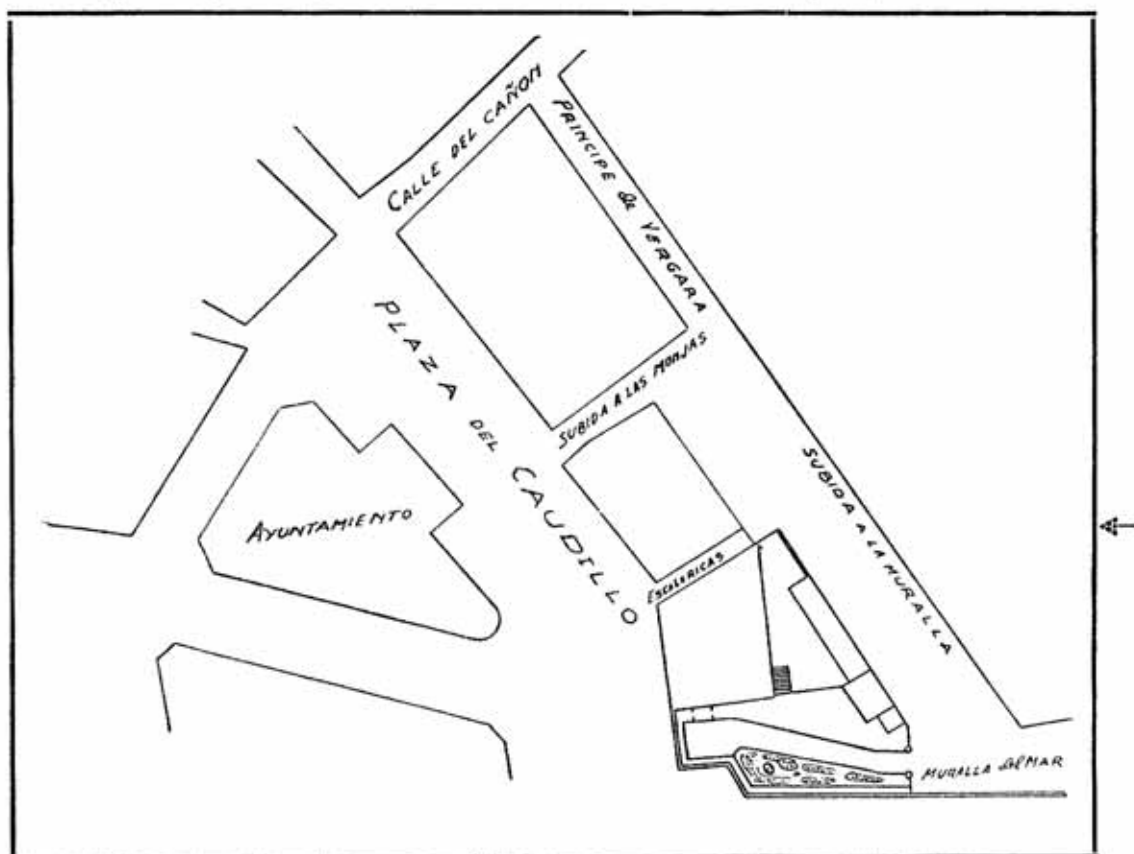 CALLE DEL CAÑOM
PRINCIPE de VERGARA
PLAZA DEL CAUDILLO
SUBIDA A LAS MONJAS
SUBIDA A LA MURALLA
AYUNTAMIENTO
ESCALERICAS
MURALLA del MAR